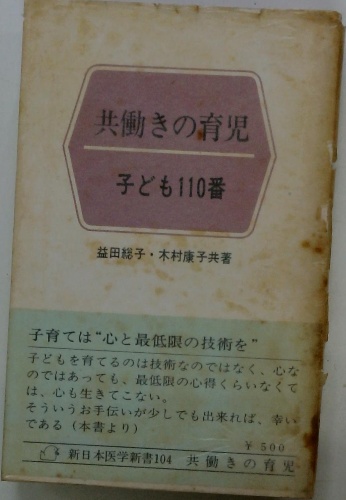 共働きの育児
子ども110番
益田総子・木村康子共著
子育ては“心と最低限の技術を”
子どもを育てるのは技術なのではなく、心な
のではあっても、最低限の心得くらいなくて
は、心も生きてこない。
そういうお手伝いが少しでも出来れば、幸い
である（本書より）
￥500
新日本医学新書104 共働きの育児